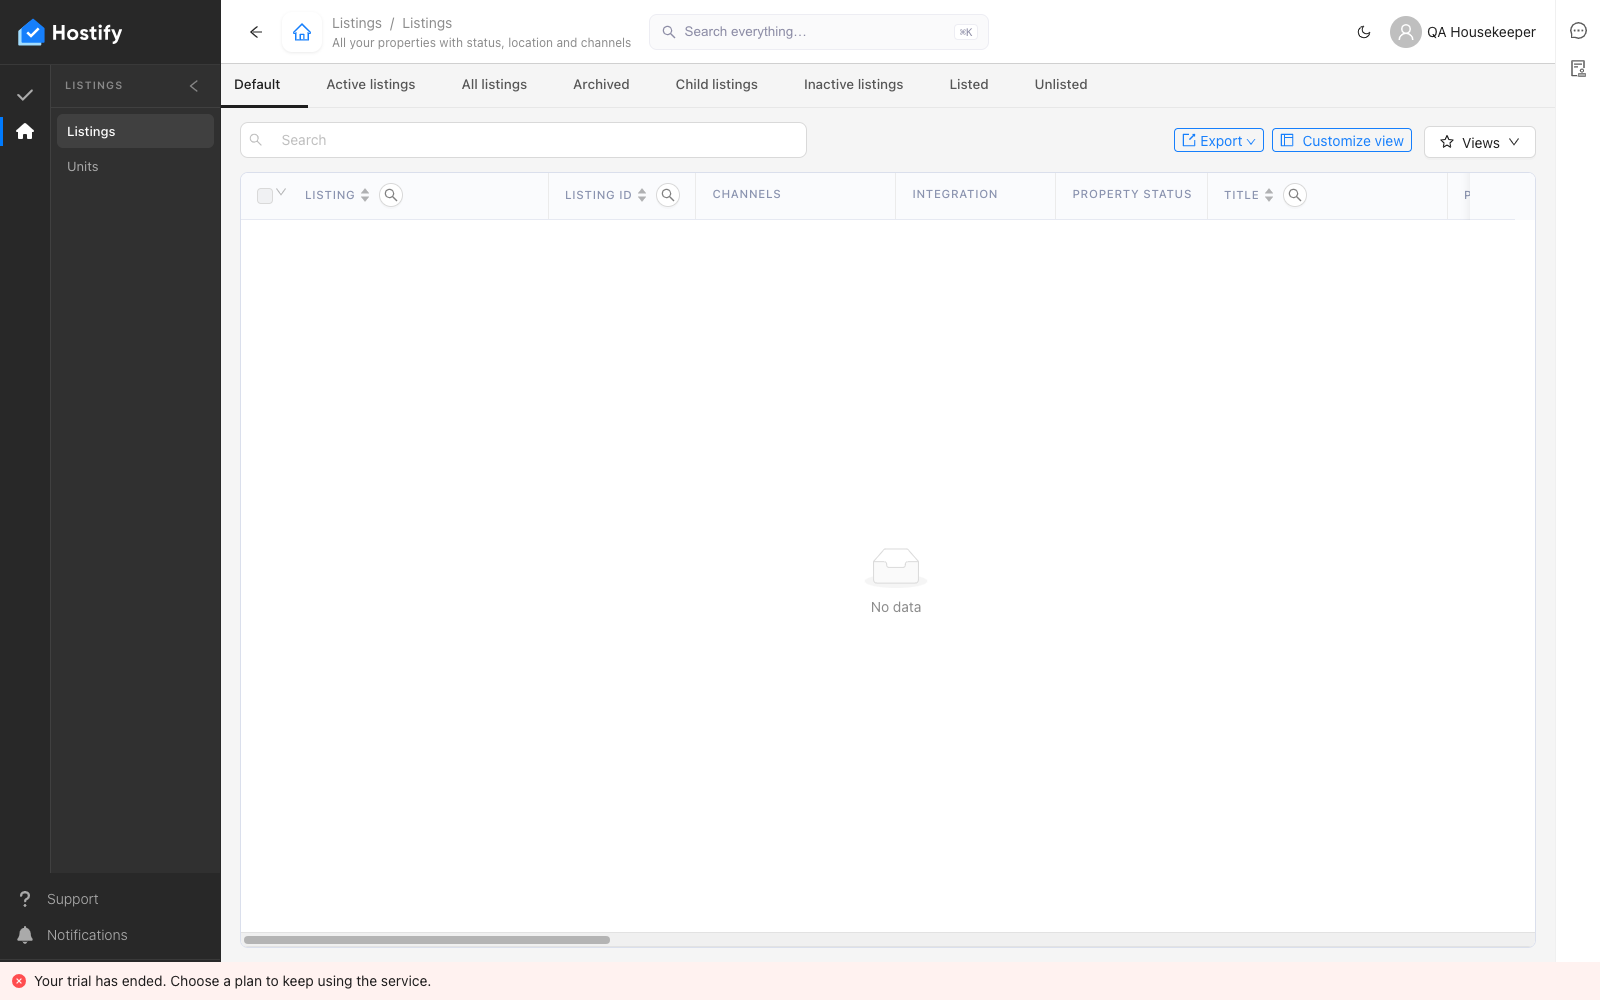 Hostify
Listings / Listings
All your properties with status, location and channels
Search everything...
⌘K
QA Housekeeper
LISTINGS
Listings
Units
Default
Active listings
All listings
Archived
Child listings
Inactive listings
Listed
Unlisted
Search
Export
Customize view
Views
LISTING
LISTING ID
CHANNELS
INTEGRATION
PROPERTY STATUS
TITLE
No data
Support
Notifications
Your trial has ended. Choose a plan to keep using the service.